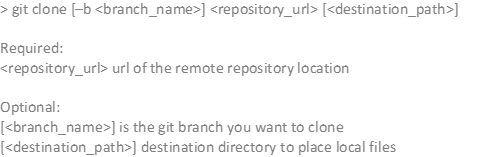 > git clone [–b <branch_name>] <repository_url> [<destination_path>]
Required:
<repository_url> url of the remote repository location
Optional:
[<branch_name>] is the git branch you want to clone
[<destination_path>] destination directory to place local files